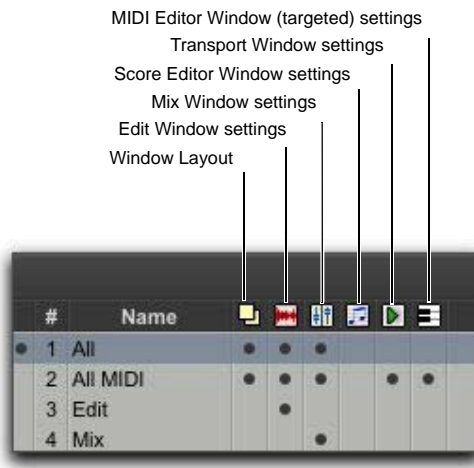 MIDI Editor Window (targeted) settings
Transport Window settings
Score Editor Window settings
Mix Window settings
Edit Window settings
Window Layout
# Name
1 All
2 All MIDI
3 Edit
4 Mix